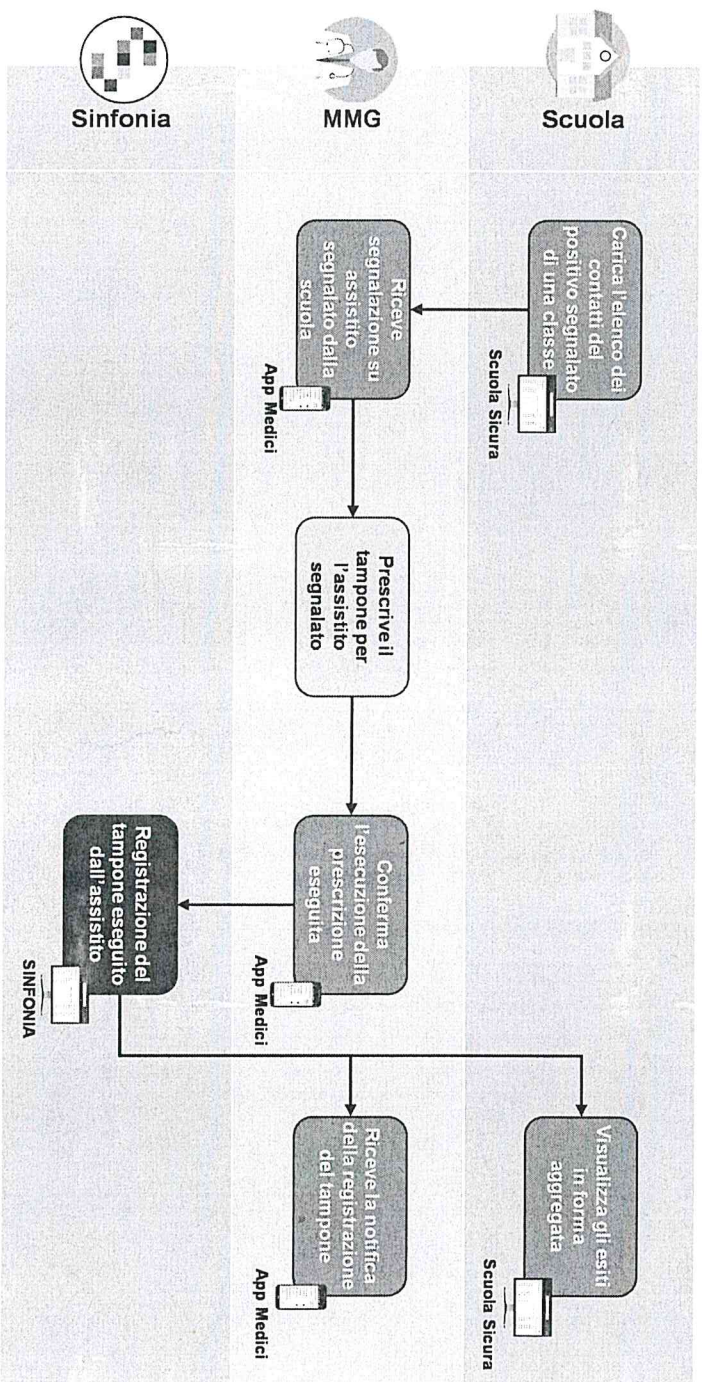 Scuola
Carica l'elenco dei
contatti del
positivo segnalato
di una classe
Scuola Sicura
Visualizza gli esiti
in forma
aggregata
Scuola Sicura
MMG
Riceve
segnalazione su
assistito
segnalato dalla
scuola
App Medici
Prescrive il
tampone per
l'assistito
segnalato
Conferma
l'esecuzione della
prescrizione
eseguita
App Medici
Riceve la notifica
della registrazione
del tampone
App Medici
Sinfonia
Registrazione del
tampone eseguito
dall'assistito
SINFONIA